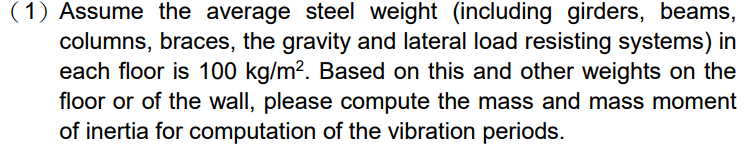 （1）Assume the average steel weight (including girders, beams,
columns, braces, the gravity and lateral load resisting systems) in
each floor is 100 kg/m². Based on this and other weights on the
floor or of the wall, please compute the mass and mass moment
of inertia for computation of the vibration periods.